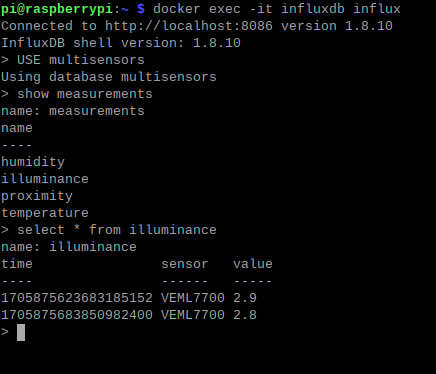 pi@raspberrypi:~ $ docker exec -it influxdb influx
Connected to http://localhost:8086 version 1.8.10
InfluxDB shell version: 1.8.10
> USE multisensors
Using database multisensors
> show measurements
name: measurements
name
----
humidity
illuminance
proximity
temperature
> select * from illuminance
name: illuminance
time                sensor   value
----                ------   -----
1705875623683185152 VEML7700 2.9
1705875683850982400 VEML7700 2.8
>